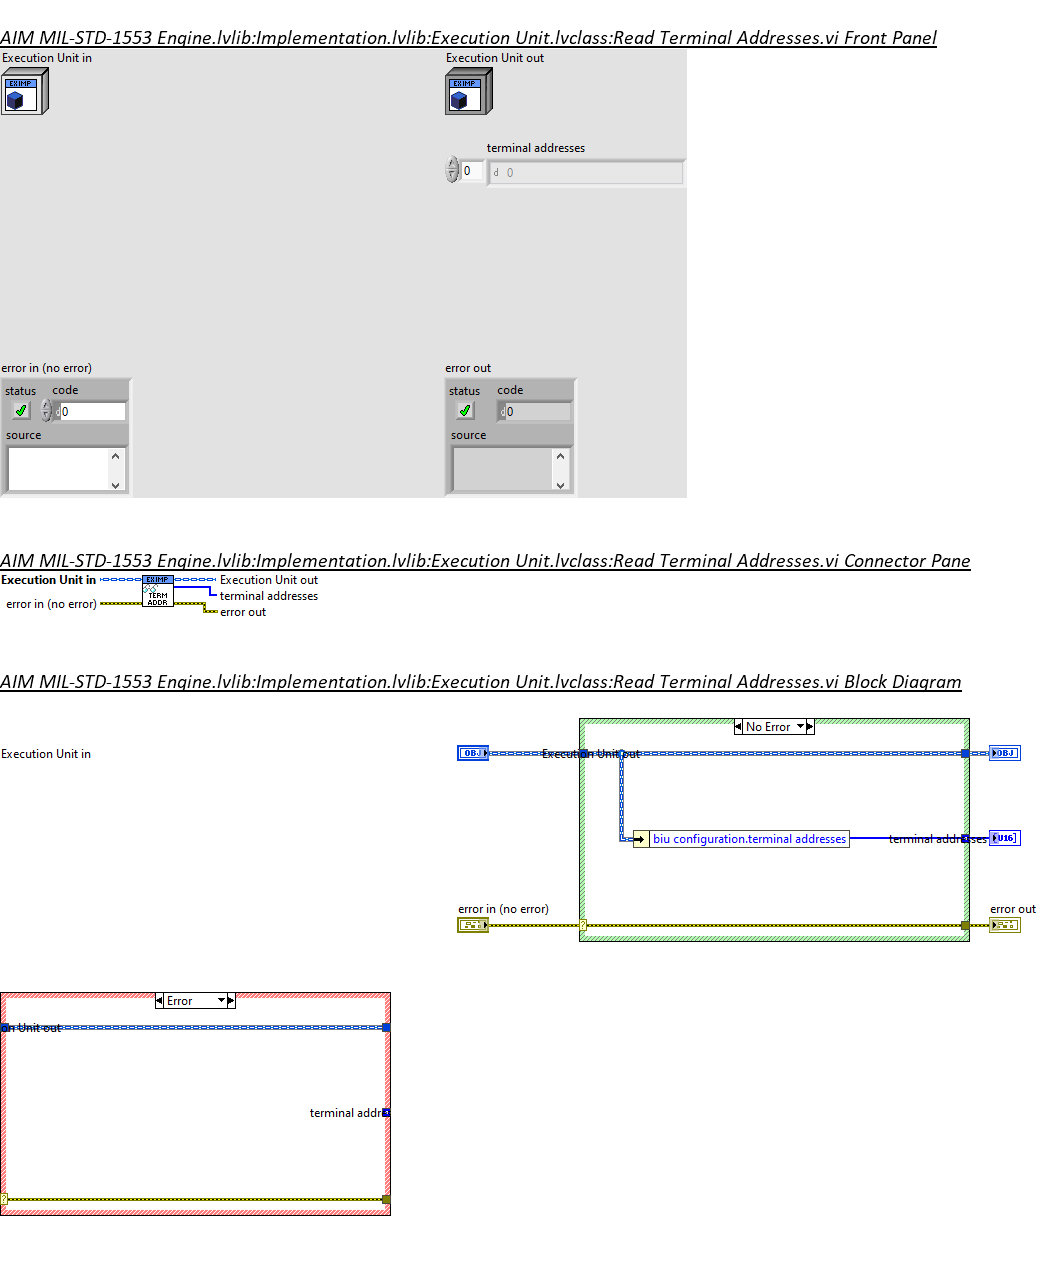 AIM MIL-STD-1553 Engine.lvlib:Implementation.lvlib:Execution Unit.lvclass:Read Terminal Addresses.vi Front Panel
Execution Unit in
Execution Unit out
EXIMP
EXIMP
terminal addresses
0
d 0
error in (no error)
error out
status code
status code
d 0
d 0
source
source
AIM MIL-STD-1553 Engine.lvlib:Implementation.lvlib:Execution Unit.lvclass:Read Terminal Addresses.vi Connector Pane
Execution Unit in
EXIMP
Execution Unit out
TERM
terminal addresses
error in (no error)
ADDR
error out
AIM MIL-STD-1553 Engine.lvlib:Implementation.lvlib:Execution Unit.lvclass:Read Terminal Addresses.vi Block Diagram
No Error
Execution Unit in
OBJ
Execution Unit out
OBJ
biu configuration.terminal addresses
terminal addresses
U16]
error in (no error)
?
error out
Error
on Unit out
terminal addre
?